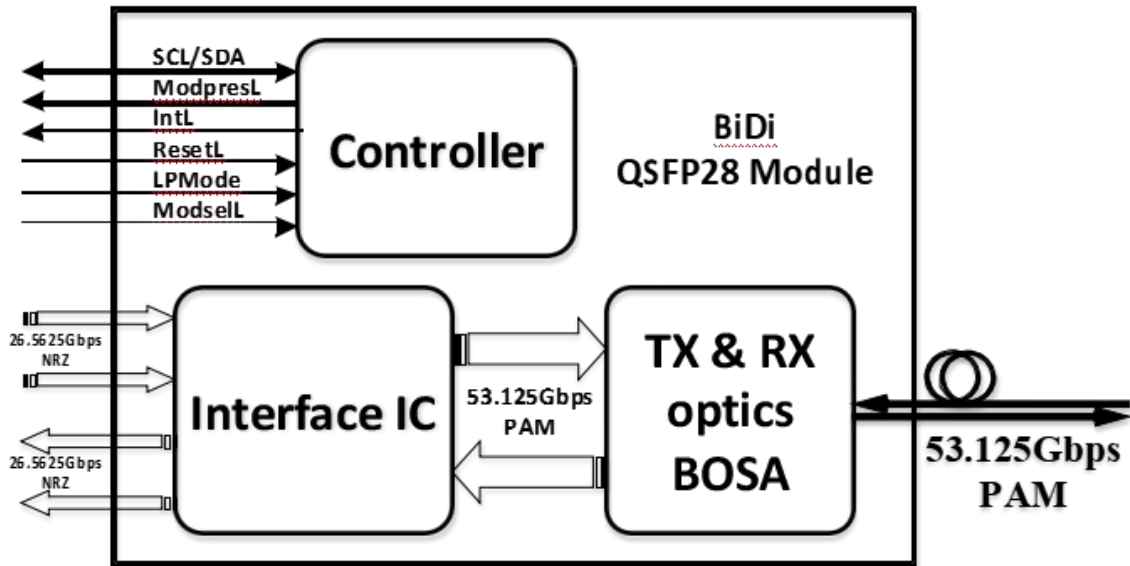 SCL/SDA
ModpresL
IntL
ResetL
LPMode
ModselL
Controller
BiDi
QSFP28 Module
26.5625Gbps
NRZ
26.5625Gbps
NRZ
Interface IC
53.125Gbps
PAM
TX & RX
optics
BOSA
53.125Gbps
PAM